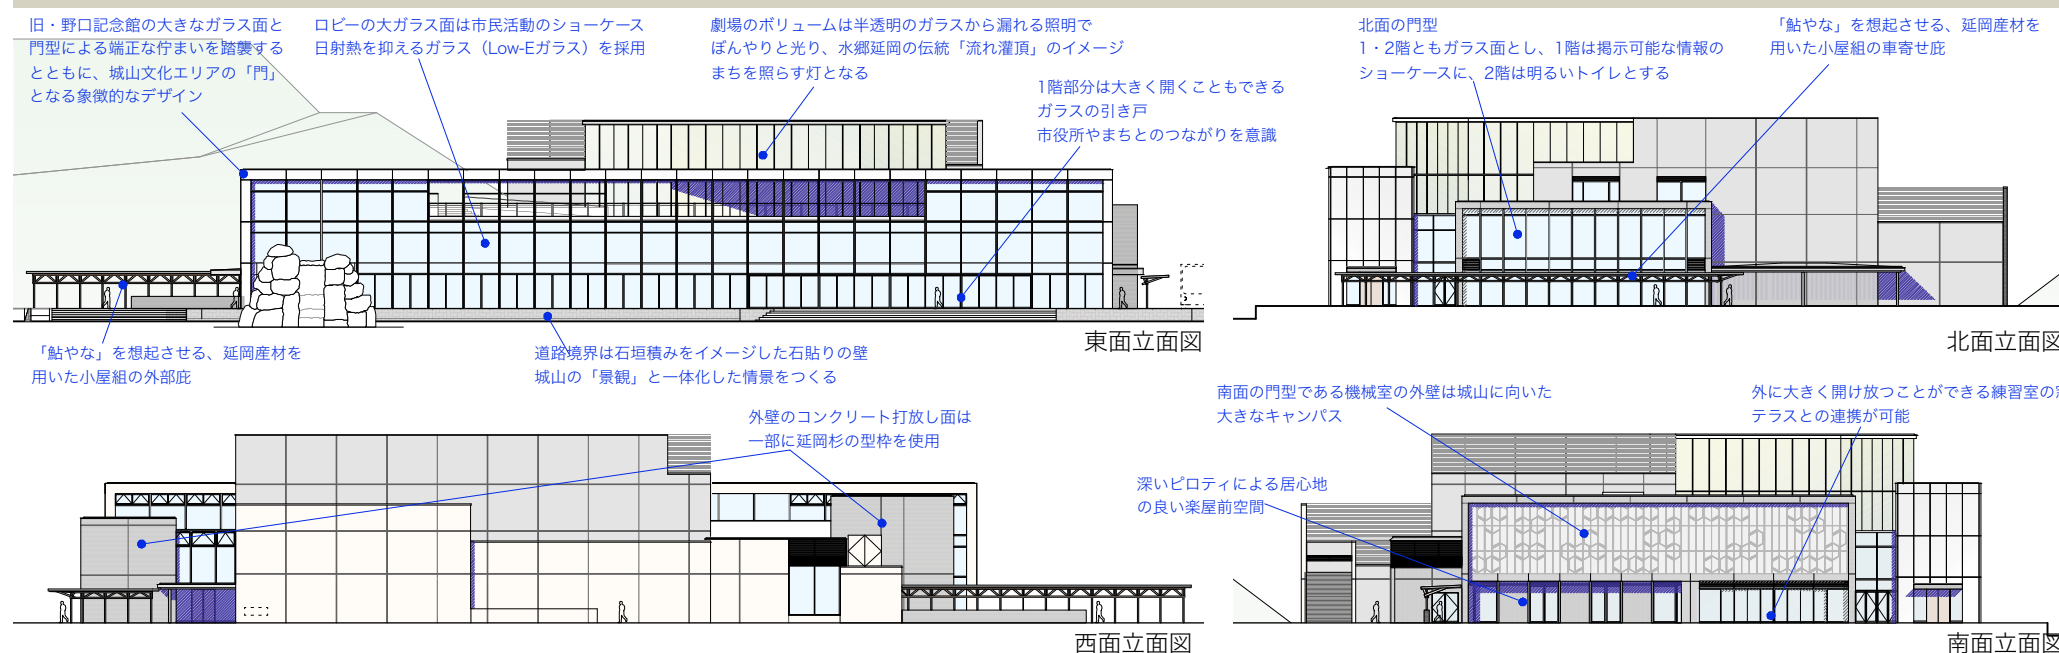 旧・野口記念館の大きなガラス面と
門型による端正な佇まいを踏襲する
とともに、城山文化エリアの「門」
となる象徴的なデザイン
ロビーの大ガラス面は市民活動のショーケース
日射熱を抑えるガラス（Low-Eガラス）を採用
劇場のボリュームは半透明のガラスから漏れる照明で
ぼんやりと光り、水郷延岡の伝統「流れ灌頂」のイメージ
まちを照らす灯となる
1階部分は大きく開くこともできる
ガラスの引き戸
市役所やまちとのつながりを意識
「鮎やな」を想起させる、延岡産材を
用いた小屋組の外部庇
道路境界は石垣積みをイメージした石貼りの壁
城山の「景観」と一体化した情景をつくる
東面立面図
北面の門型
1・2階ともガラス面とし、1階は掲示可能な情報の
ショーケースに、2階は明るいトイレとする
「鮎やな」を想起させる、延岡産材を
用いた小屋組の車寄せ庇
北面立面図
外壁のコンクリート打放し面は
一部に延岡杉の型枠を使用
西面立面図
南面の門型である機械室の外壁は城山に向いた
大きなキャンパス
外に大きく開け放つことができる練習室の窓
テラスとの連携が可能
深いピロティによる居心地
の良い楽屋前空間
南面立面図